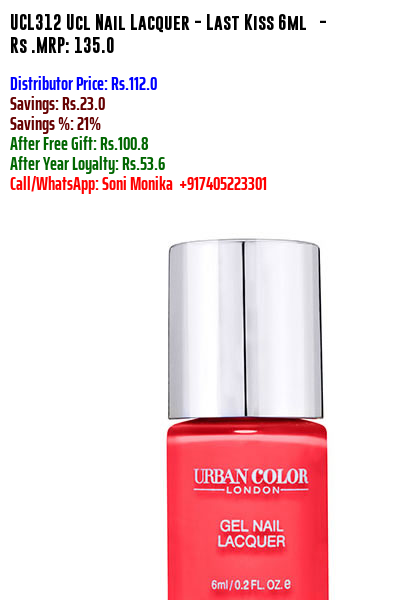 UCL312 Ucl Nail Lacquer - Last Kiss 6ml -
Rs .MRP: 135.0
Distributor Price: Rs.112.0
Savings: Rs.23.0
Savings %: 21%
After Free Gift: Rs.100.8
After Year Loyalty: Rs.53.6
Call/WhatsApp: Soni Monika +917405223301
URBAN COLOR
LONDON
GEL NAIL
LACQUER
6ml/0.2 FL. OZ. e